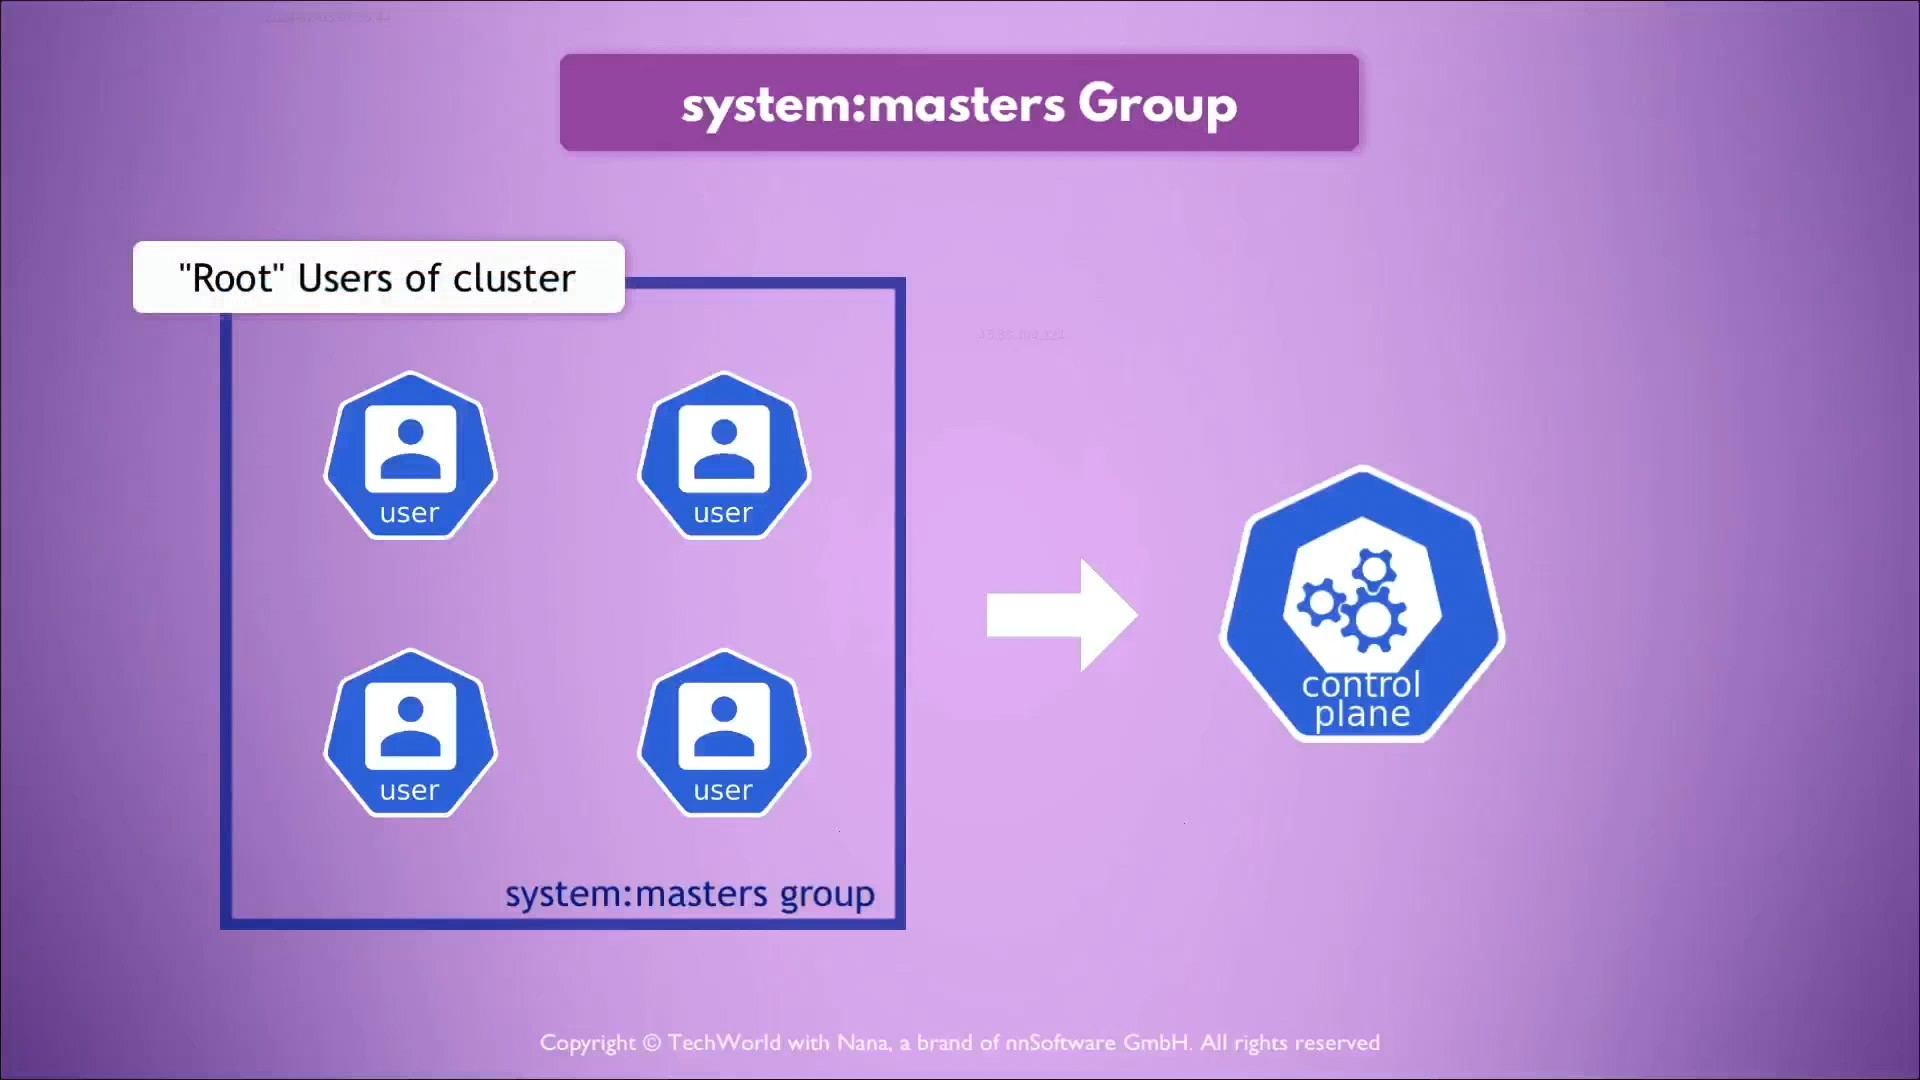 system:masters Group
"Root" Users of cluster
user
user
user
user
system:masters group
control
plane
Copyright © TechWorld with Nana, a brand of nnSoftware GmbH. All rights reserved